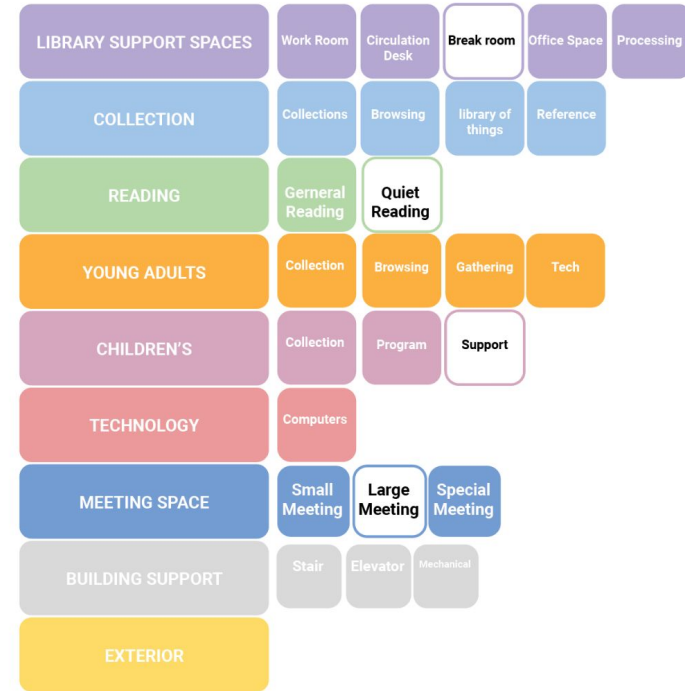 LIBRARY SUPPORT SPACES
Work Room
Circulation
Desk
Break room
Office Space
Processing
COLLECTION
Collections
Browsing
library of
things
Reference
READING
Gerneral
Reading
Quiet
Reading
YOUNG ADULTS
Collection
Browsing
Gathering
Tech
CHILDREN'S
Collection
Program
Support
TECHNOLOGY
Computers
MEETING SPACE
Small
Meeting
Large
Meeting
Special
Meeting
BUILDING SUPPORT
Stair
Elevator
Mechanical
EXTERIOR